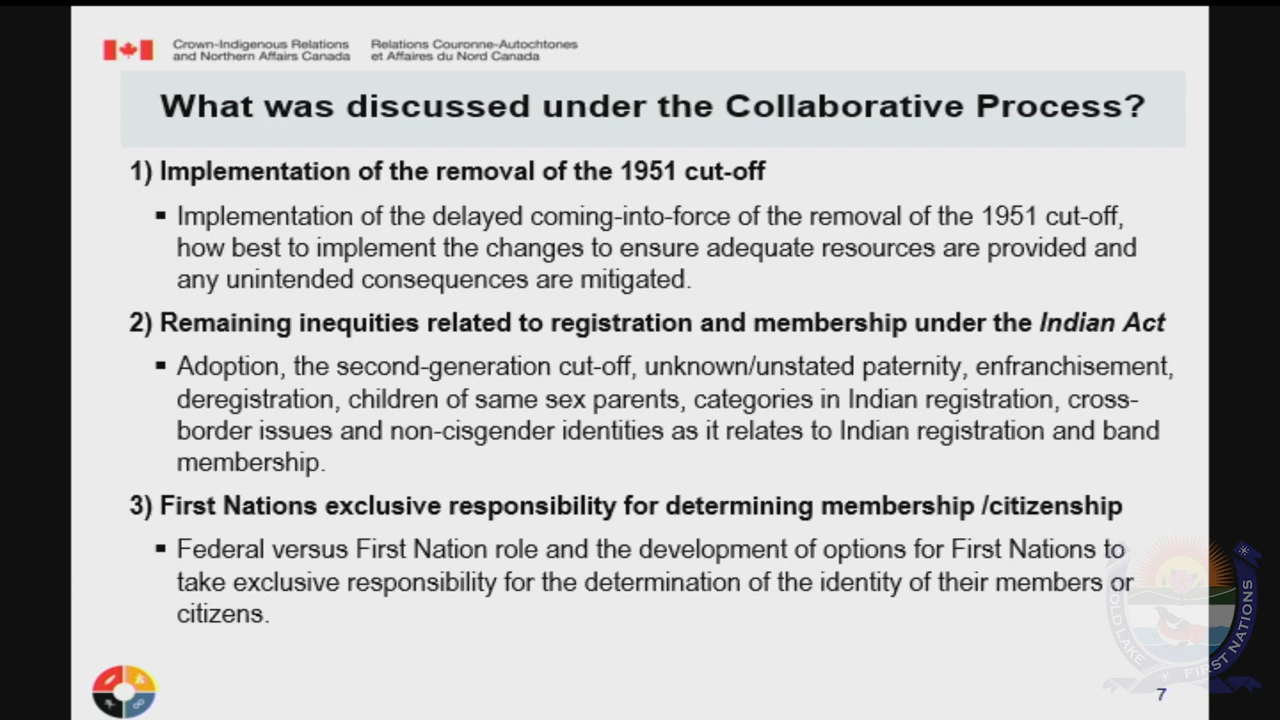 Crown-Indigenous Relations
and Northern Affairs Canada
Relations Couronne-Autochtones
et Affaires du Nord Canada
What was discussed under the Collaborative Process?
1) Implementation of the removal of the 1951 cut-off
▪ Implementation of the delayed coming-into-force of the removal of the 1951 cut-off,
how best to implement the changes to ensure adequate resources are provided and
any unintended consequences are mitigated.
2) Remaining inequities related to registration and membership under the Indian Act
▪ Adoption, the second-generation cut-off, unknown/unstated paternity, enfranchisement,
deregistration, children of same sex parents, categories in Indian registration, cross-
border issues and non-cisgender identities as it relates to Indian registration and band
membership.
3) First Nations exclusive responsibility for determining membership /citizenship
▪ Federal versus First Nation role and the development of options for First Nations to
take exclusive responsibility for the determination of the identity of their members or
citizens.
LAKE
FIRST NATIONS
7